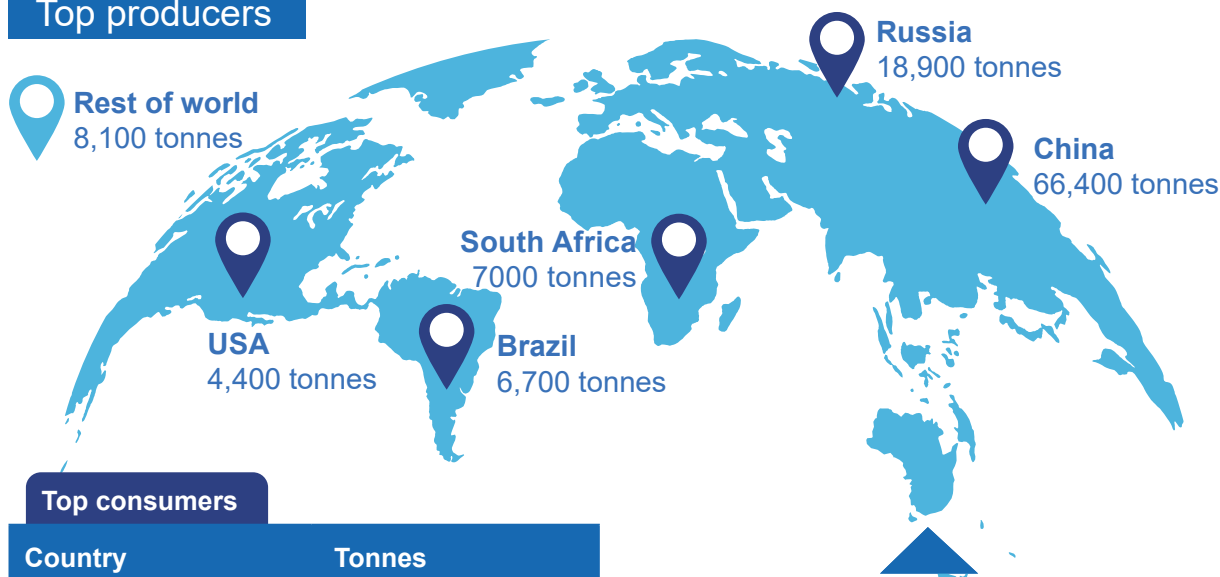 Top producers
Rest of world
8,100 tonnes
Russia
18,900 tonnes
China
66,400 tonnes
South Africa
7000 tonnes
USA
4,400 tonnes
Brazil
6,700 tonnes
Top consumers
Country Tonnes